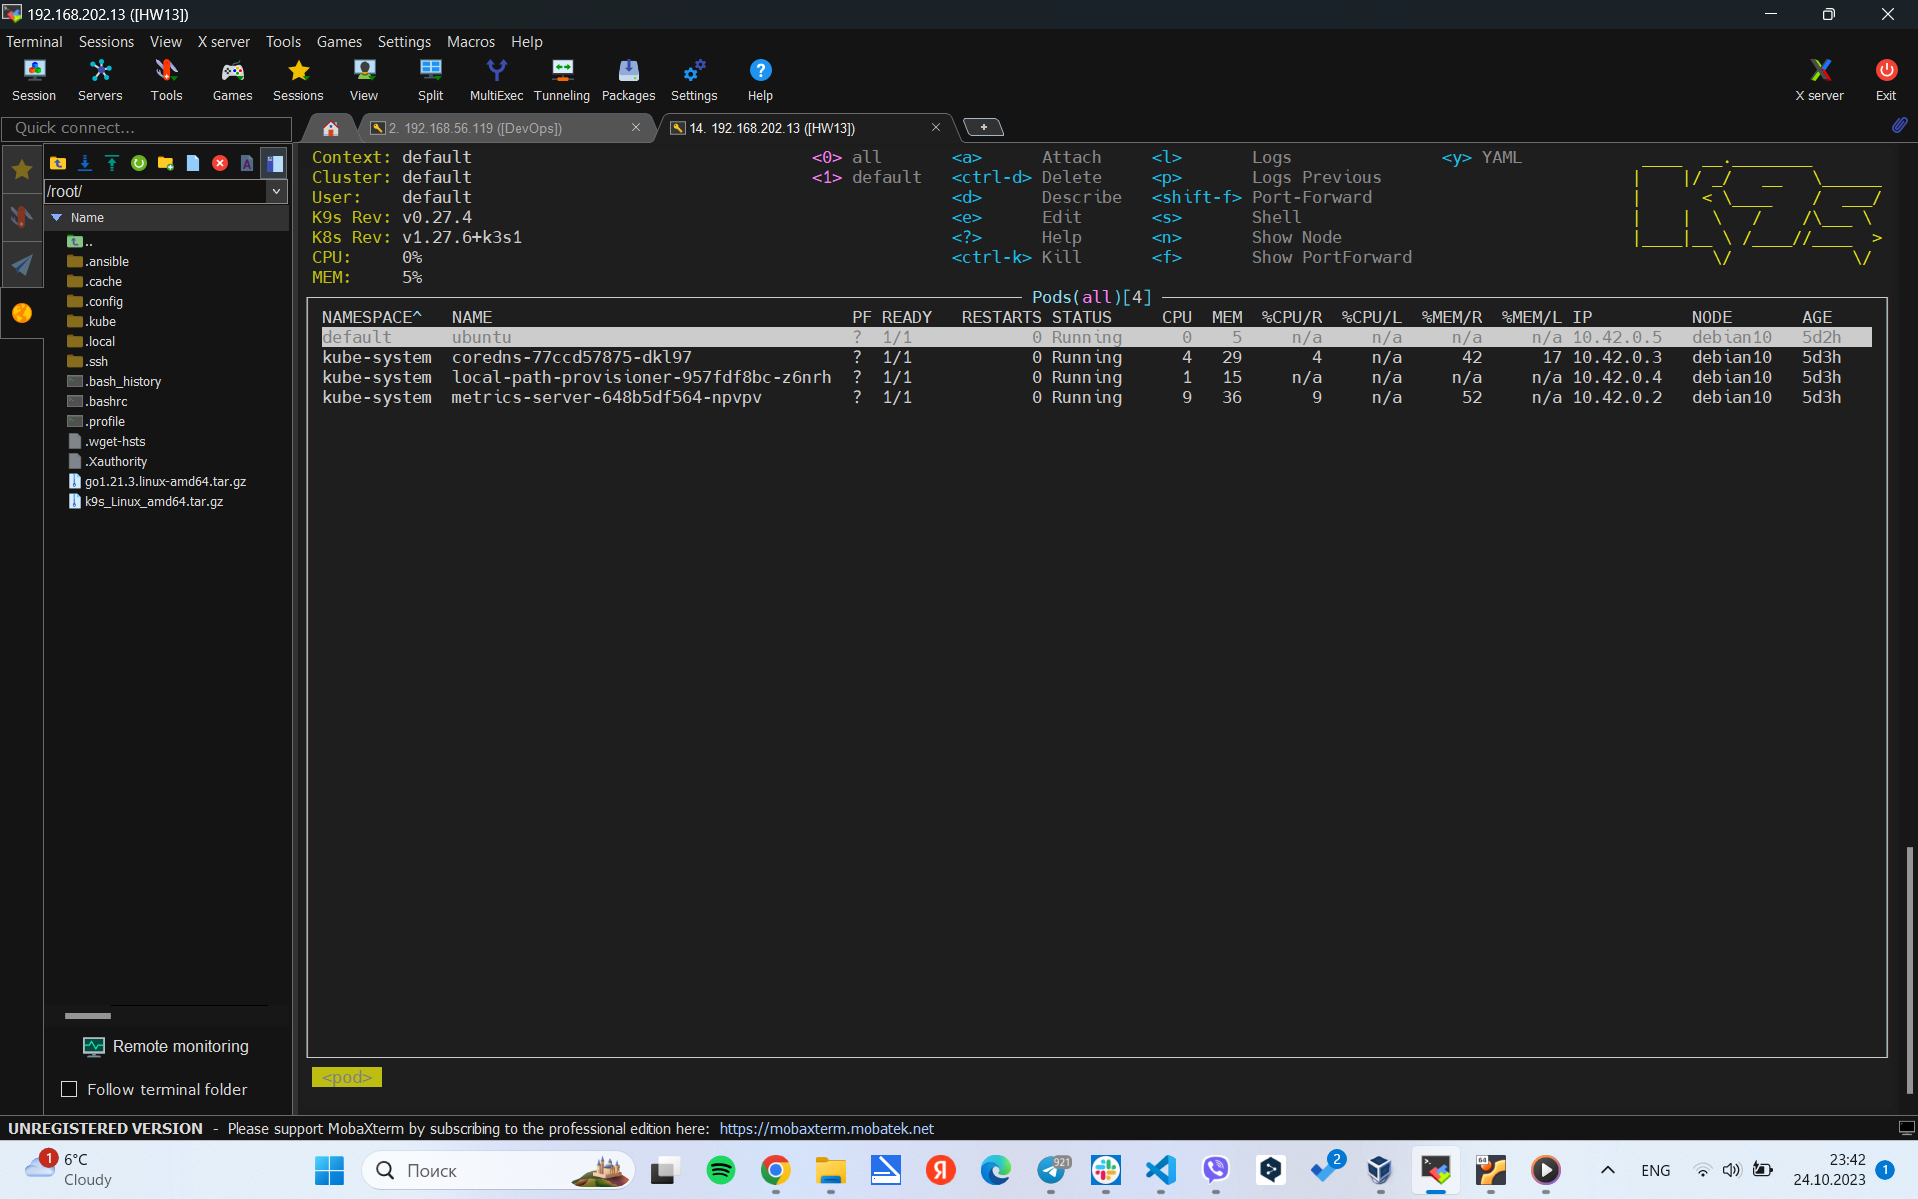 192.168.202.13 ([HW13])
Terminal Sessions View X server Tools Games Settings Macros Help
Session Servers Tools Games Sessions View Split MultiExec Tunneling Packages Settings Help X server Exit
Quick connect...
2. 192.168.56.119 ([DevOps])
14. 192.168.202.13 ([HW13])
/root/
Name
..
.ansible
.cache
.config
.kube
.local
.ssh
.bash_history
.bashrc
.profile
.wget-hsts
.Xauthority
go1.21.3.linux-amd64.tar.gz
k9s_Linux_amd64.tar.gz
Remote monitoring
Follow terminal folder
Context: default <0> all <a> Attach <l> Logs <y> YAML
Cluster: default <1> default <ctrl-d> Delete <p> Logs Previous
User: default <d> Describe <shift-f> Port-Forward
K9s Rev: v0.27.4 <e> Edit <s> Shell
K8s Rev: v1.27.6+k3s1 <?> Help <n> Show Node
CPU: 0% <ctrl-k> Kill <f> Show PortForward
MEM: 5%
Pods(all)[4]
NAMESPACE^ NAME PF READY RESTARTS STATUS CPU MEM %CPU/R %CPU/L %MEM/R %MEM/L IP NODE AGE
default ubuntu ? 1/1 0 Running 0 5 n/a n/a n/a n/a 10.42.0.5 debian10 5d2h
kube-system coredns-77ccd57875-dkl97 ? 1/1 0 Running 4 29 4 n/a 42 17 10.42.0.3 debian10 5d3h
kube-system local-path-provisioner-957fdf8bc-z6nrh ? 1/1 0 Running 1 15 n/a n/a n/a n/a 10.42.0.4 debian10 5d3h
kube-system metrics-server-648b5df564-npvpv ? 1/1 0 Running 9 36 9 n/a 52 n/a 10.42.0.2 debian10 5d3h
<pod>
UNREGISTERED VERSION - Please support MobaXterm by subscribing to the professional edition here: https://mobaxterm.mobatek.net
1
6°C
Cloudy
Поиск
Я
921
2
64
ENG
23:42
24.10.2023
1